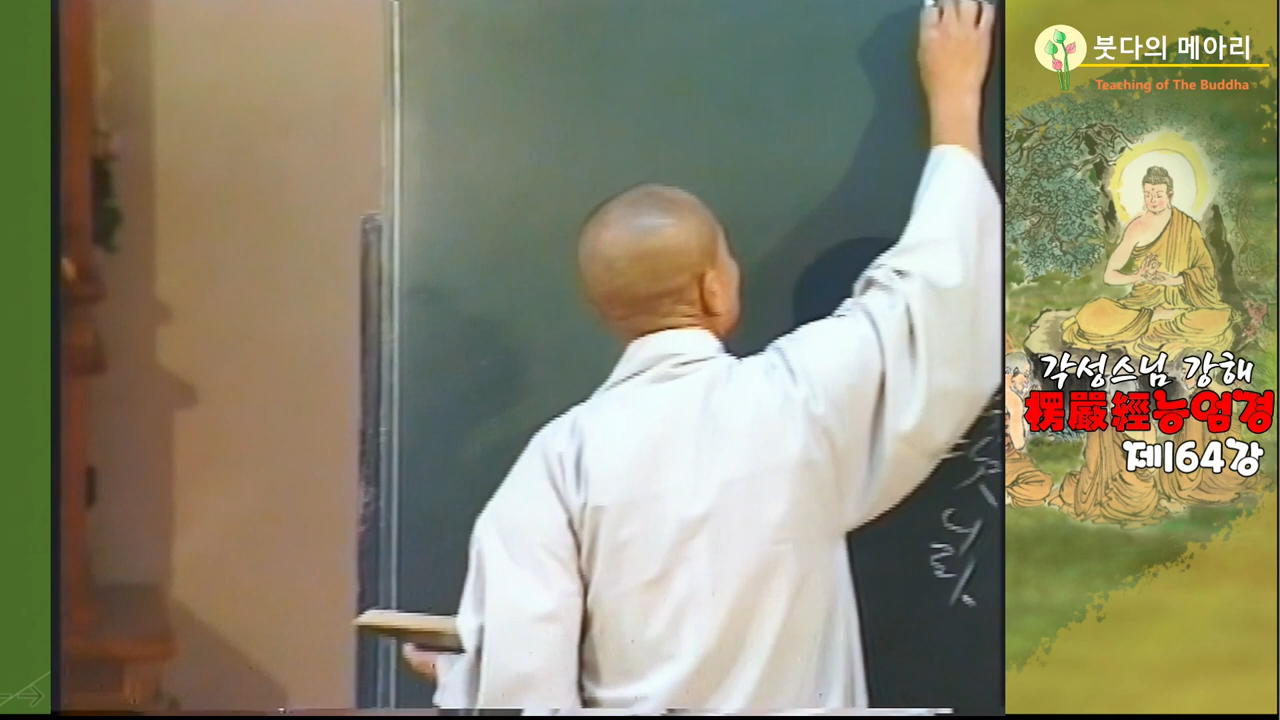 붓다의 메아리
Teaching of The Buddha
각성스님 강해
楞嚴經능엄경
제164강